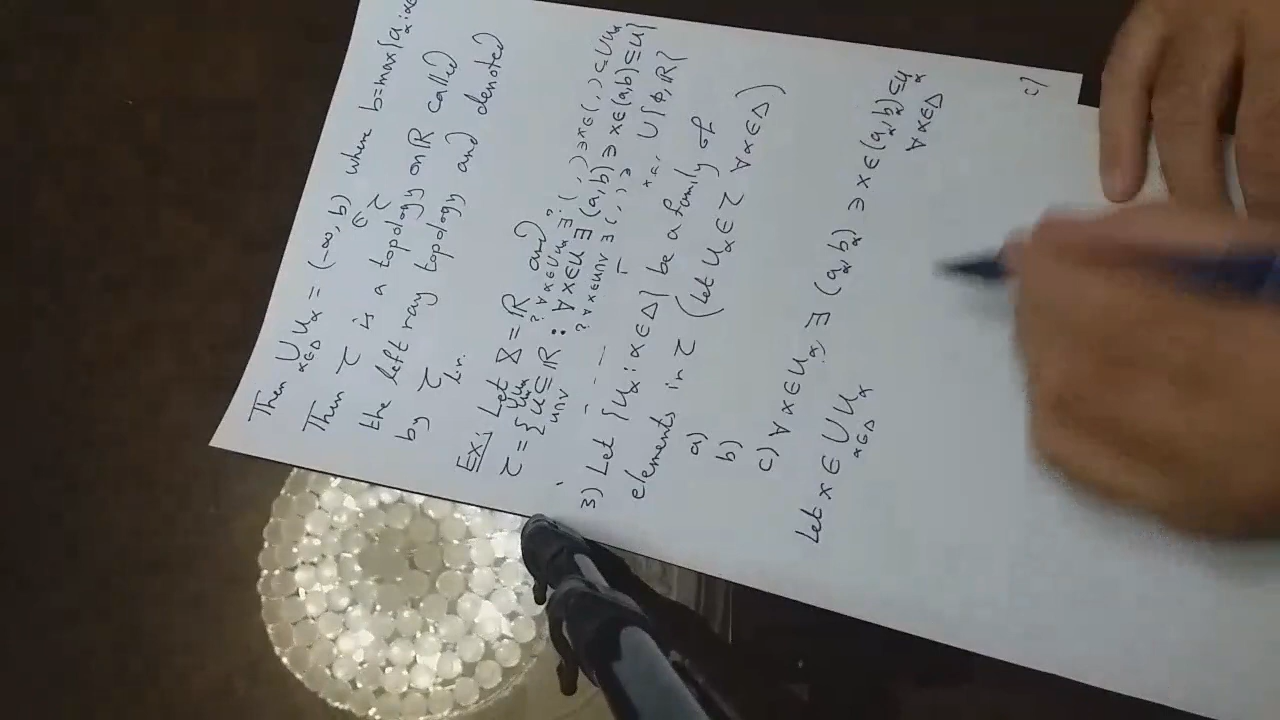 Then ⋃ U_α = (-∞, b) where b = max{a_α : α∈
α∈Δ ∈ τ
Then τ is a topology on ℝ called
the left ray topology and denoted
by τ_l.r.
Ex: Let X = ℝ and
τ = {U ⊆ ℝ : ∀ x∈U ∃ (a, b) ∋ x∈(a,b) ⊆ U} ∪ {φ, ℝ}
3) Let {U_α : α∈Δ} be a family of
elements in τ (Let U_α ∈ τ ∀ α∈Δ)
a)
b)
c) ∀ x∈U_α, ∃ (a_α, b_α) ∋ x∈(a_α, b_α) ⊆ U_α
∀ α∈Δ
Let x ∈ ⋃ U_α
α∈Δ
c)